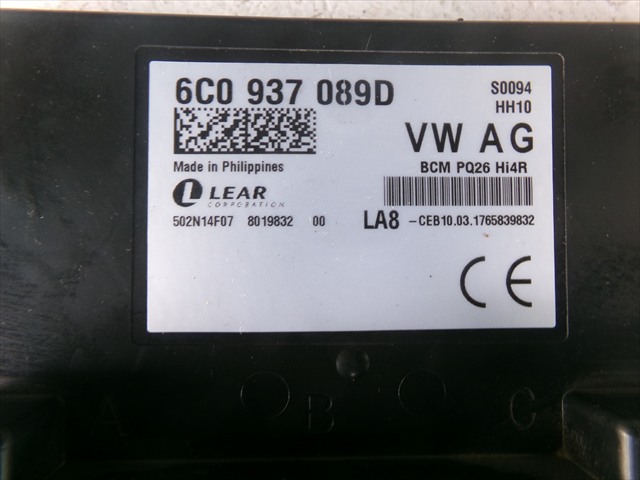 6C0 937 089D
S0094
HH10
VW AG
Made in Philippines
BCM PQ26 Hi4R
LEAR
CORPORATION
502N14F07 8019832 00
LA8 -CEB10.03.1765839832
CE
A B C